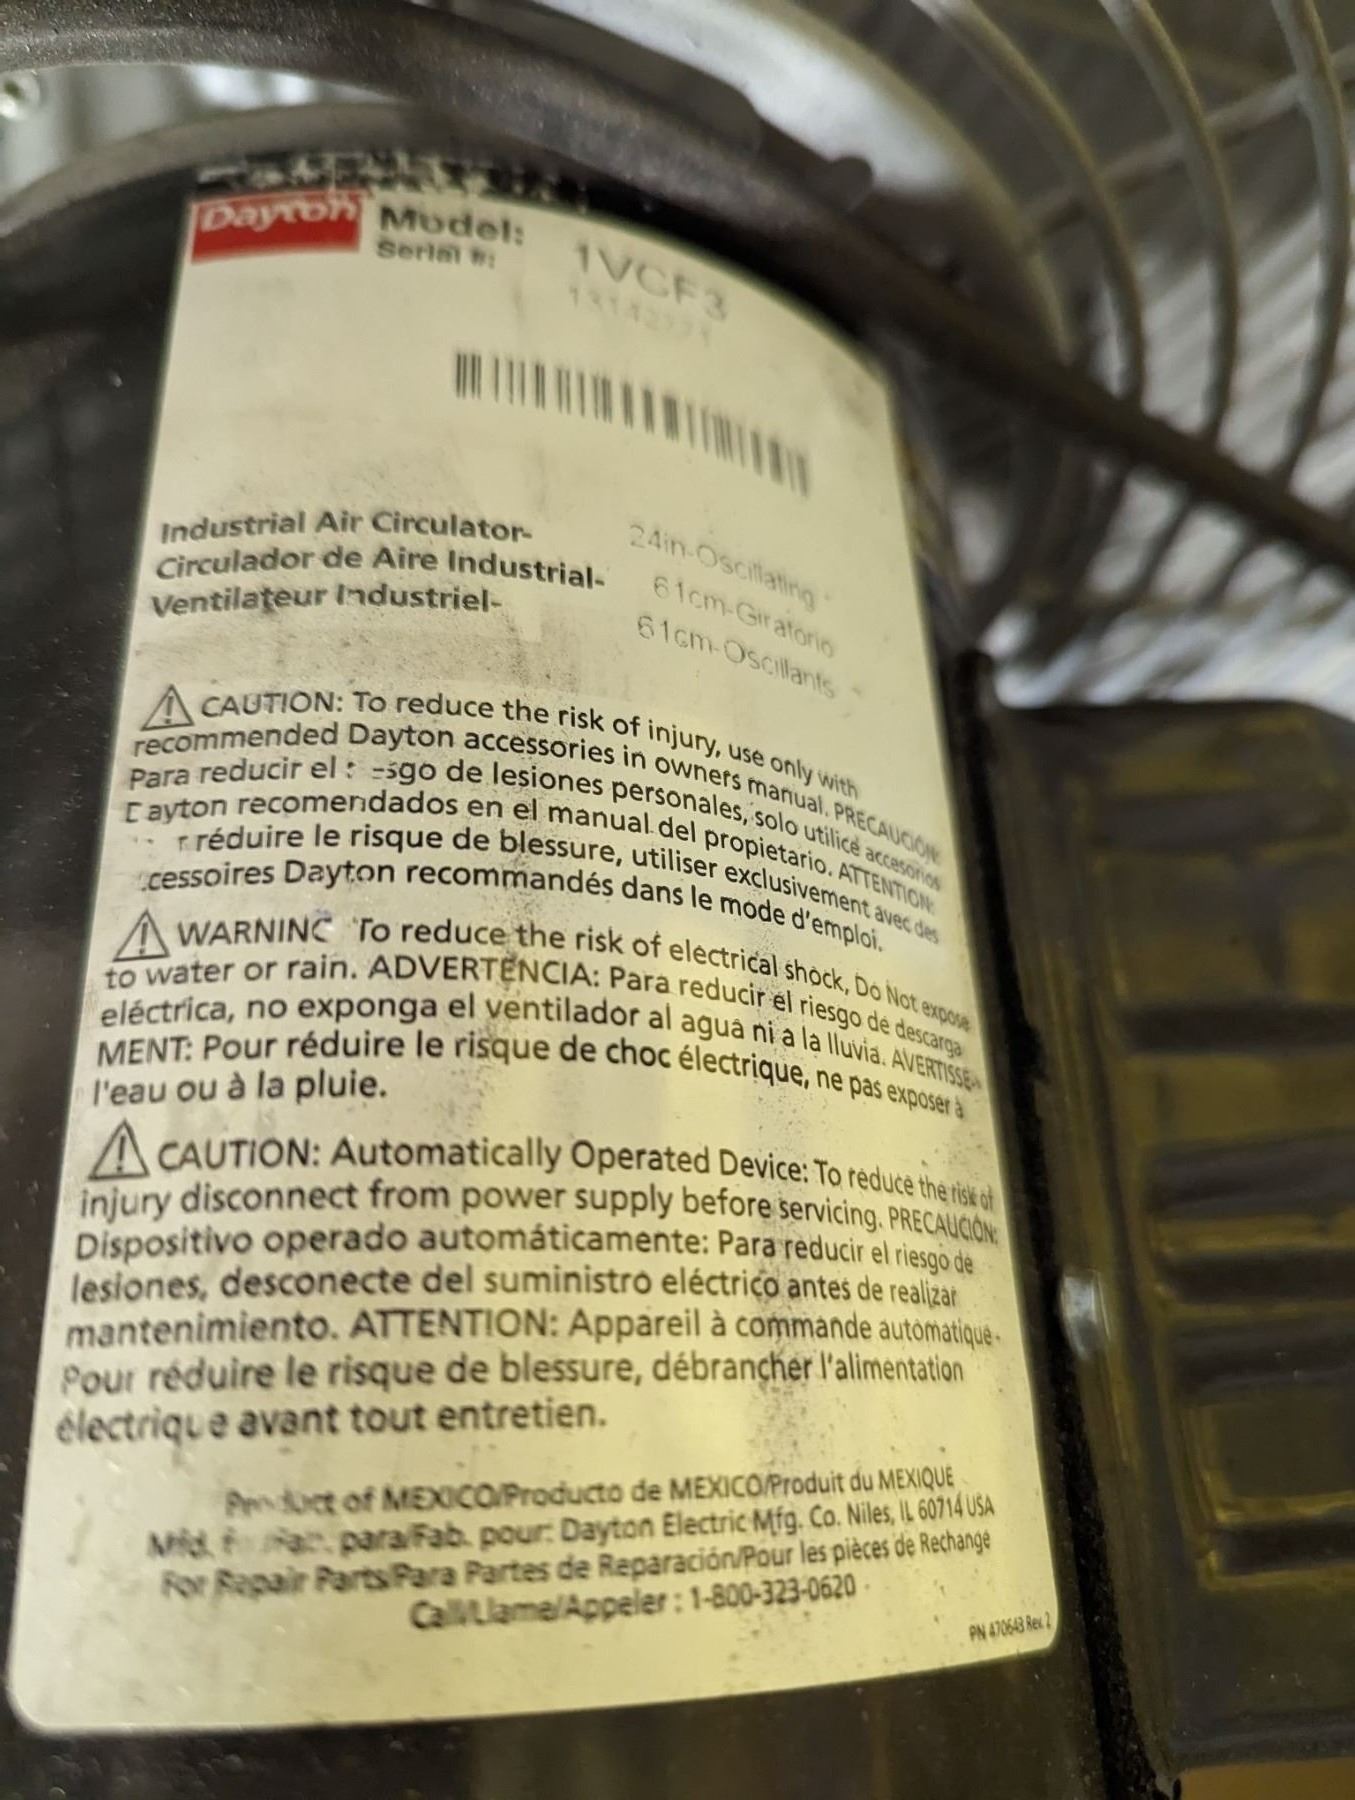 Dayton Model: 1VCF3
Serial #:
Industrial Air Circulator- 24in-Oscillating
Circulador de Aire Industrial- 61cm-Giratorio
Ventilateur Industriel- 61cm-Oscillants
CAUTION: To reduce the risk of injury, use only with
recommended Dayton accessories in owners manual. PRECAUCIÓN:
Para reducir el de lesiones personales, solo utilice accesorios
ayton recomendados en el manual del propietario. ATTENTION:
réduire le risque de blessure, utiliser exclusivement avec des
cessoires Dayton recommandés dans le mode d'emploi.
WARNING To reduce the risk of electrical shock, Do Not expose
to water or rain. ADVERTENCIA: Para reducir el riesgo de descarga
eléctrica, no exponga el ventilador al agua ni a la lluvia. AVERTISSE-
MENT: Pour réduire le risque de choc électrique, ne pas exposer à
l'eau ou à la pluie.
CAUTION: Automatically Operated Device: To reduce the risk of
injury disconnect from power supply before servicing. PRECAUCIÓN:
Dispositivo operado automáticamente: Para reducir el riesgo de
lesiones, desconecte del suministro eléctrico antes de realizar
mantenimiento. ATTENTION: Appareil à commande automatique-
Pour réduire le risque de blessure, débrancher l'alimentation
électrique avant tout entretien.
Product of MEXICO/Producto de MEXICO/Produit du MEXIQUE
Mfd. para/Fab. pour: Dayton Electric Mfg. Co. Niles, IL 60714 USA
For Repair Parts/Para Partes de Reparación/Pour les pièces de Rechange
Call/Llame/Appeler : 1-800-323-0620
PN 470643 Rev. 2